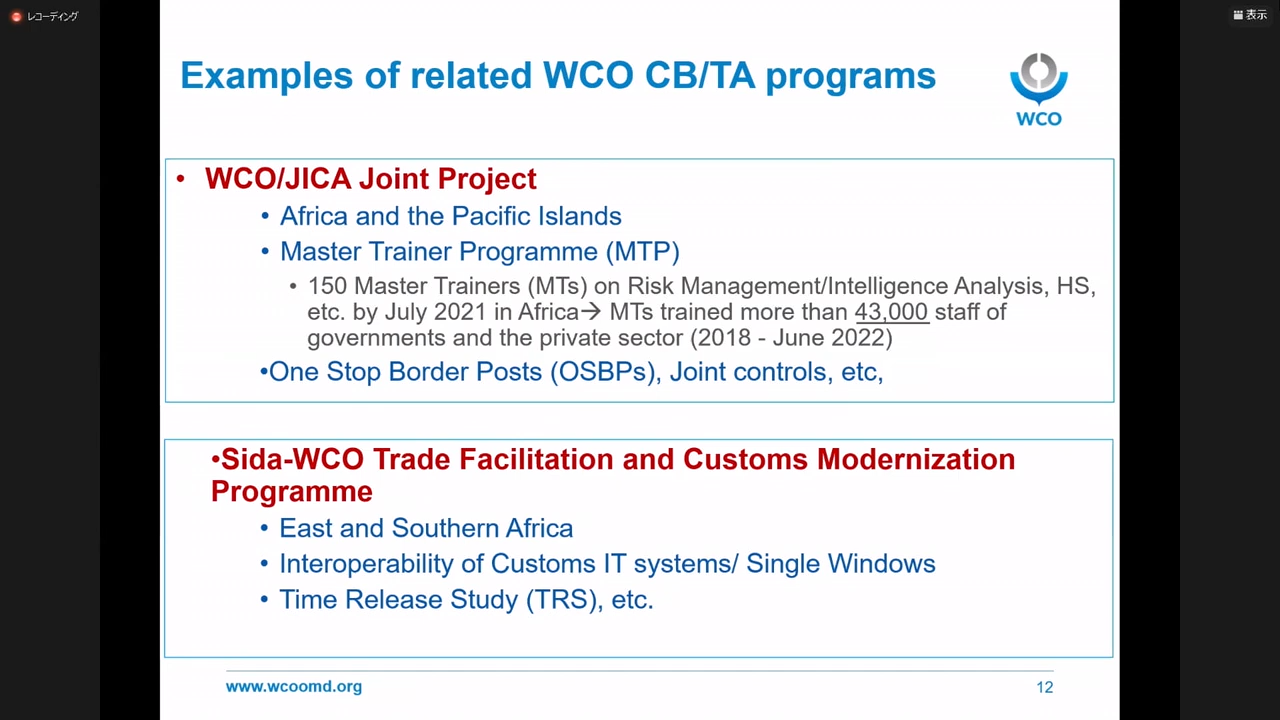 レコーディング
表示
Examples of related WCO CB/TA programs
WCO
• WCO/JICA Joint Project
• Africa and the Pacific Islands
• Master Trainer Programme (MTP)
• 150 Master Trainers (MTs) on Risk Management/Intelligence Analysis, HS,
etc. by July 2021 in Africa→ MTs trained more than 43,000 staff of
governments and the private sector (2018 - June 2022)
•One Stop Border Posts (OSBPs), Joint controls, etc,
•Sida-WCO Trade Facilitation and Customs Modernization
Programme
• East and Southern Africa
• Interoperability of Customs IT systems/ Single Windows
• Time Release Study (TRS), etc.
www.wcoomd.org
12